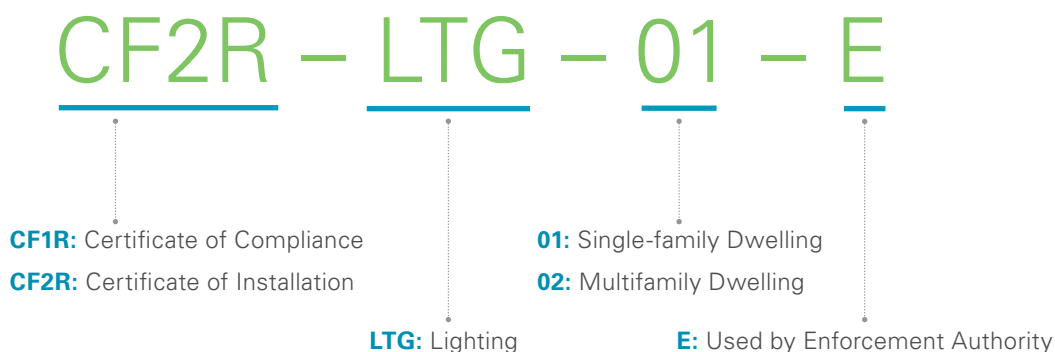 CF2R – LTG – 01 – E
CF1R: Certificate of Compliance
CF2R: Certificate of Installation
01: Single-family Dwelling
02: Multifamily Dwelling
LTG: Lighting
E: Used by Enforcement Authority